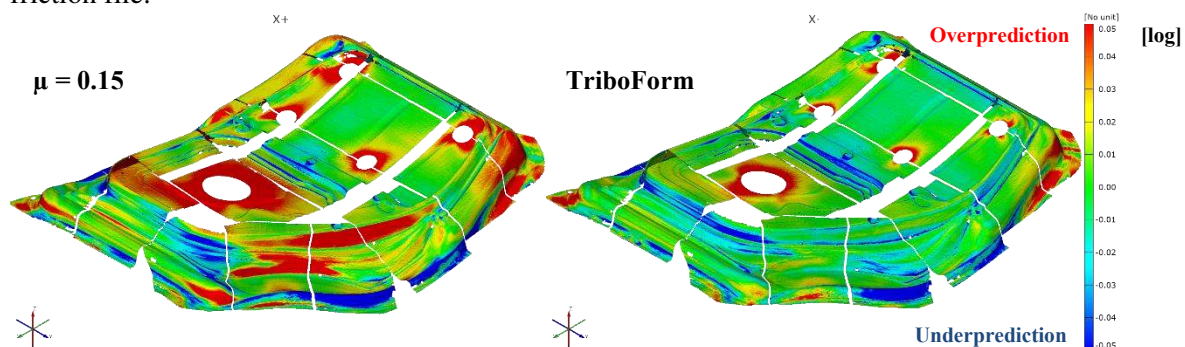 friction file.
X+
X-
[No unit]
Overprediction
[log]
μ = 0.15
TriboForm
0.05
0.04
0.03
0.02
0.01
0.00
-0.01
-0.02
-0.03
-0.04
-0.05
Underprediction